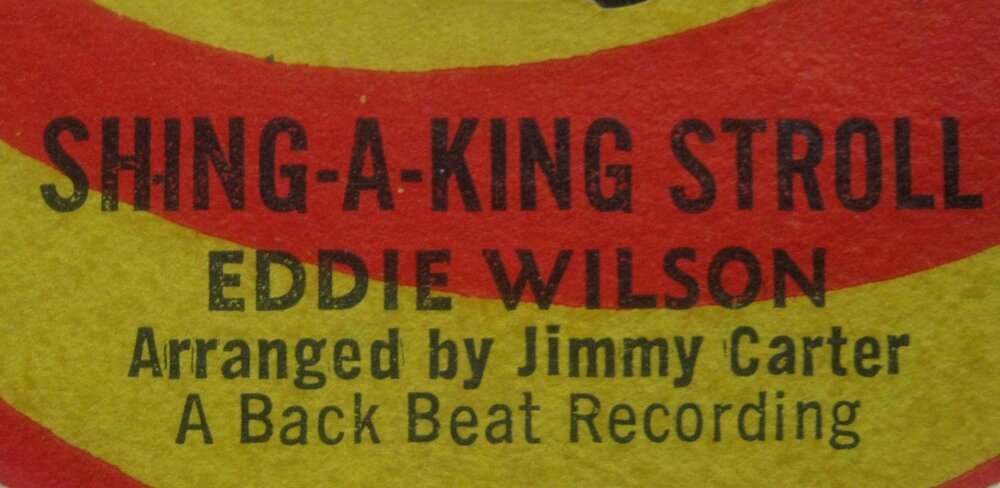 SHING-A-KING STROLL
EDDIE WILSON
Arranged by Jimmy Carter
A Back Beat Recording